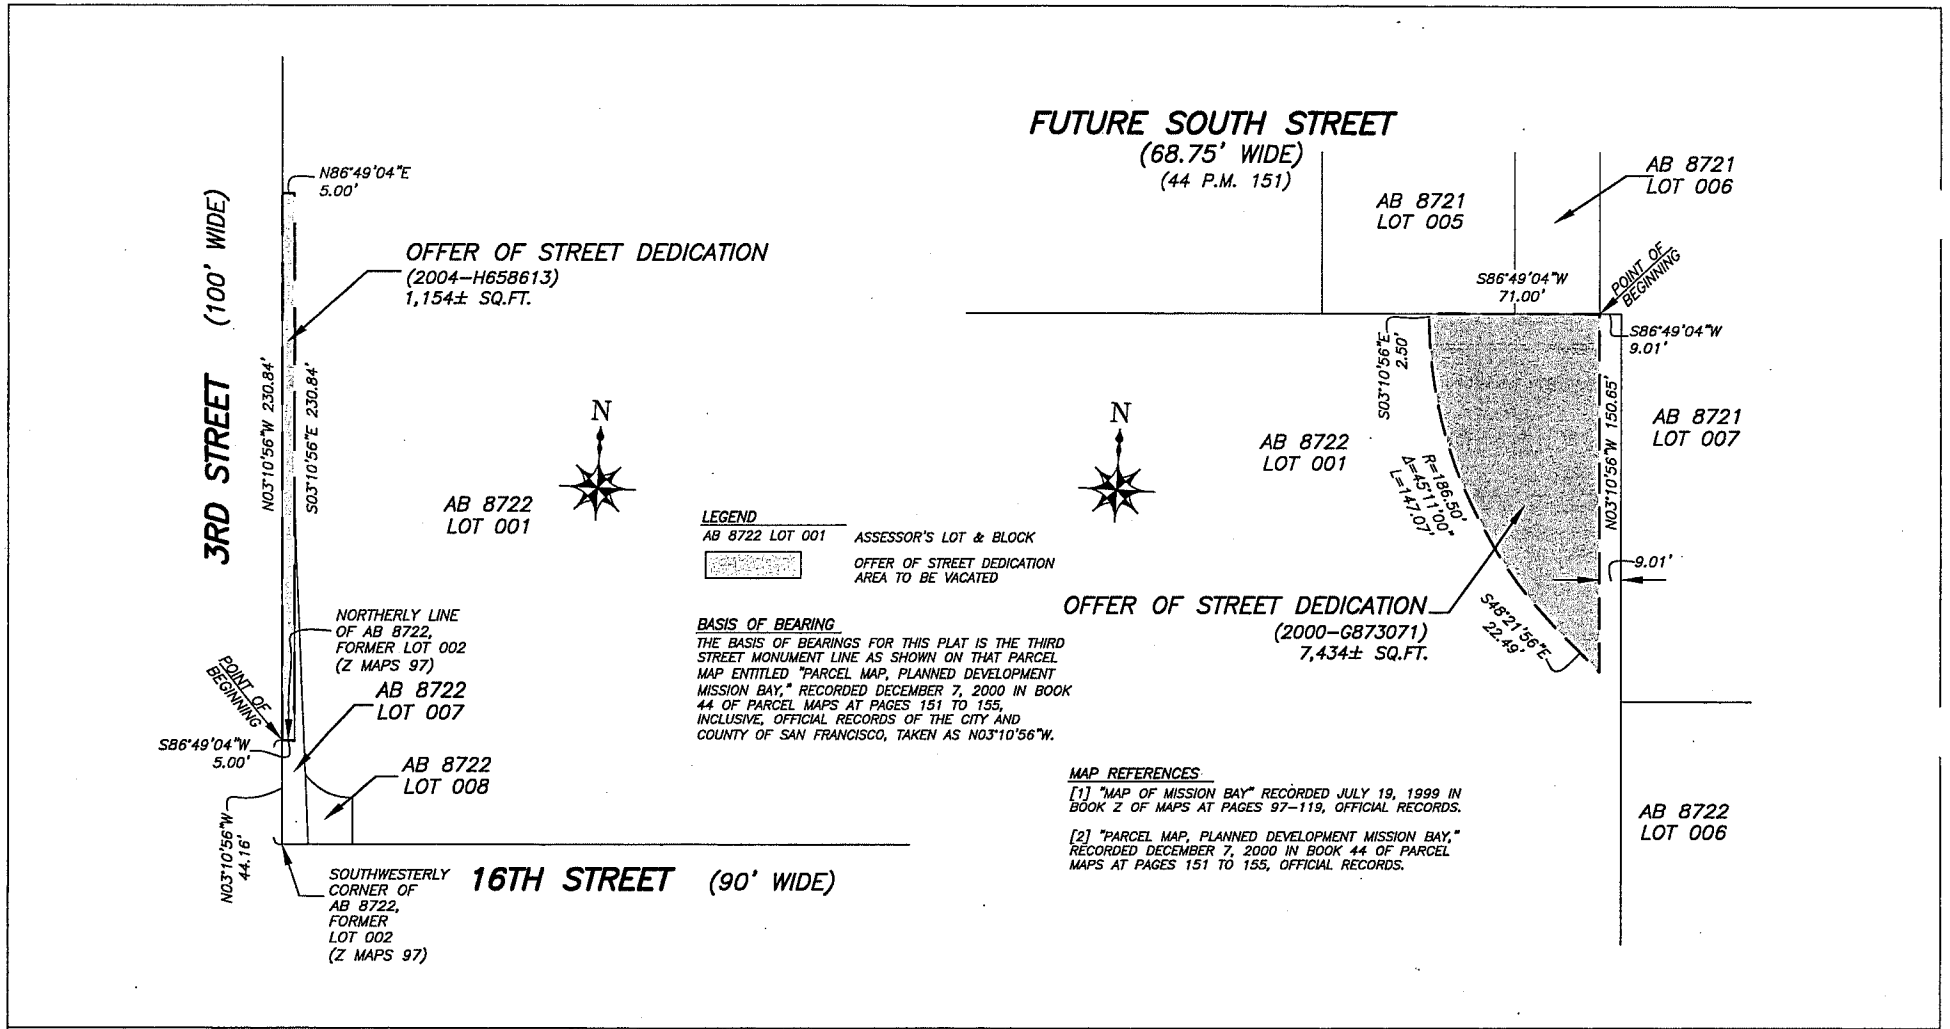 N86°49'04"E
5.00'
3RD STREET (100' WIDE)
OFFER OF STREET DEDICATION
(2004-H658613)
1,154± SQ.FT.
N03°10'56"W 230.84'
S03°10'56"E 230.84'
N
AB 8722
LOT 001
NORTHERLY LINE
OF AB 8722,
FORMER LOT 002
(Z MAPS 97)
POINT OF
BEGINNING
AB 8722
LOT 007
S86°49'04"W
5.00'
AB 8722
LOT 008
N03°10'56"W
44.16'
SOUTHWESTERLY
CORNER OF
AB 8722,
FORMER
LOT 002
(Z MAPS 97)
16TH STREET (90' WIDE)
LEGEND
AB 8722 LOT 001 ASSESSOR'S LOT & BLOCK
OFFER OF STREET DEDICATION
AREA TO BE VACATED
BASIS OF BEARING
THE BASIS OF BEARINGS FOR THIS PLAT IS THE THIRD
STREET MONUMENT LINE AS SHOWN ON THAT PARCEL
MAP ENTITLED "PARCEL MAP, PLANNED DEVELOPMENT
MISSION BAY," RECORDED DECEMBER 7, 2000 IN BOOK
44 OF PARCEL MAPS AT PAGES 151 TO 155,
INCLUSIVE, OFFICIAL RECORDS OF THE CITY AND
COUNTY OF SAN FRANCISCO, TAKEN AS N03°10'56"W.
FUTURE SOUTH STREET
(68.75' WIDE)
(44 P.M. 151)
AB 8721
LOT 005
AB 8721
LOT 006
S86°49'04"W
71.00'
POINT OF
BEGINNING
S86°49'04"W
9.01'
S03°10'56"E
2.50'
N
AB 8722
LOT 001
R=186.50'
Δ=45°11'00"
L=147.07'
N03°10'56"W 150.65'
AB 8721
LOT 007
9.01'
S48°21'56"E
22.49'
OFFER OF STREET DEDICATION
(2000-G873071)
7,434± SQ.FT.
MAP REFERENCES
[1] "MAP OF MISSION BAY" RECORDED JULY 19, 1999 IN
BOOK Z OF MAPS AT PAGES 97-119, OFFICIAL RECORDS.
[2] "PARCEL MAP, PLANNED DEVELOPMENT MISSION BAY,"
RECORDED DECEMBER 7, 2000 IN BOOK 44 OF PARCEL
MAPS AT PAGES 151 TO 155, OFFICIAL RECORDS.
AB 8722
LOT 006